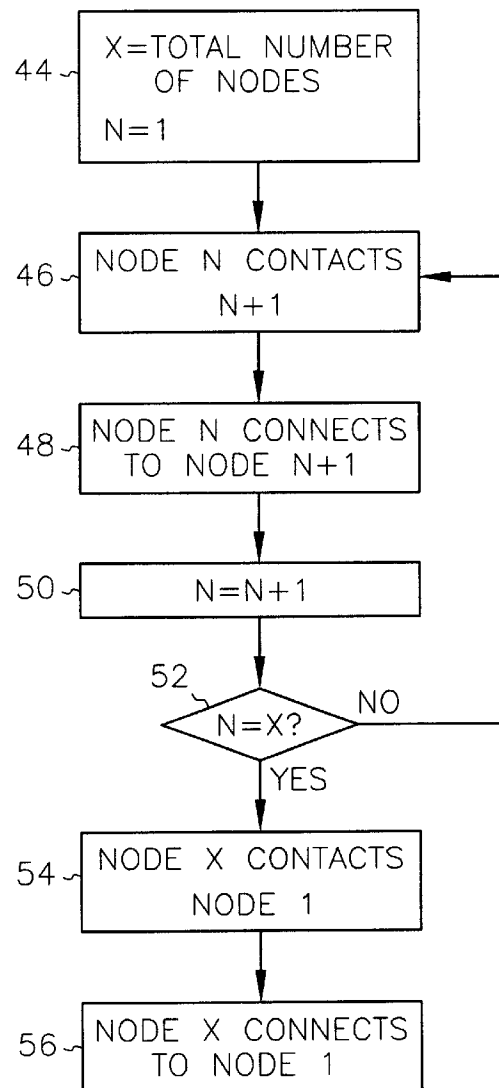 44
X=TOTAL NUMBER
OF NODES
N=1
46
NODE N CONTACTS
N+1
48
NODE N CONNECTS
TO NODE N+1
50
N=N+1
52
N=X?
NO
YES
54
NODE X CONTACTS
NODE 1
56
NODE X CONNECTS
TO NODE 1